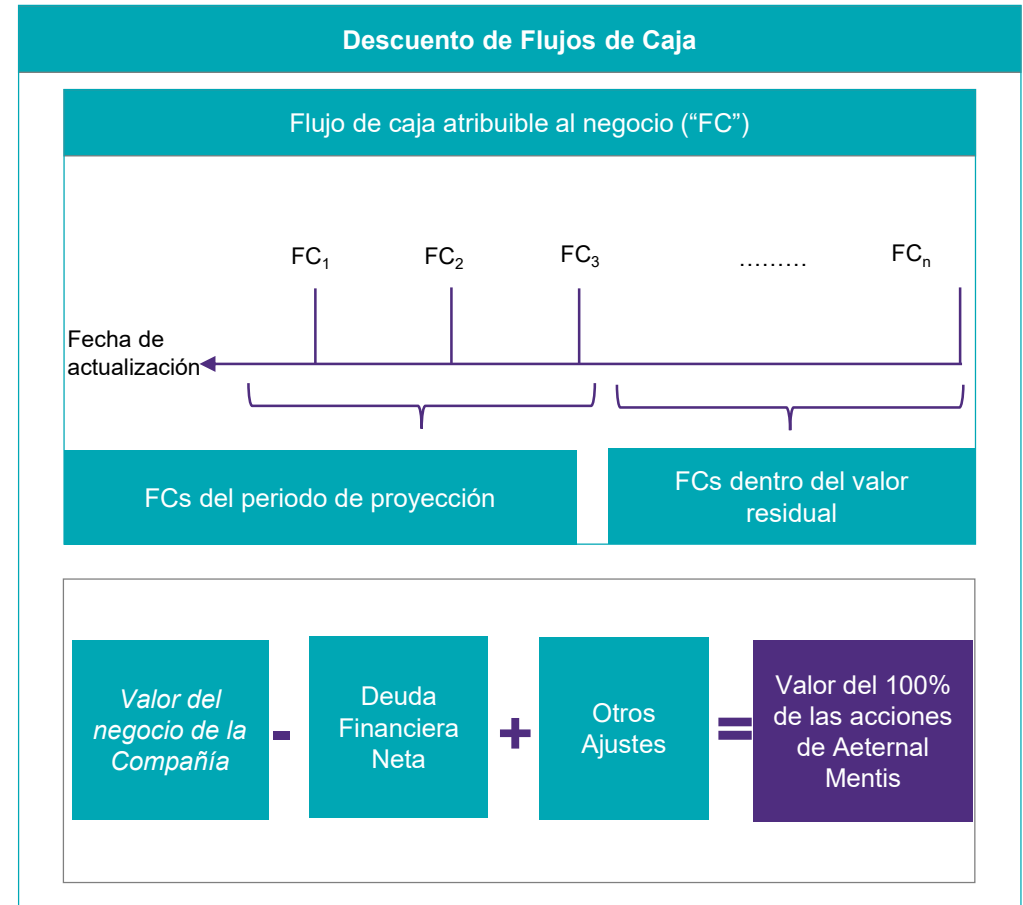 Descuento de Flujos de Caja
Flujo de caja atribuible al negocio (“FC”)
FC₁ FC₂ FC₃ ……… FCₙ
Fecha de
actualización
FCs del periodo de proyección
FCs dentro del valor
residual
Valor del
negocio de la
Compañía
-
Deuda
Financiera
Neta
+
Otros
Ajustes
=
Valor del 100%
de las acciones
de Aeternal
Mentis